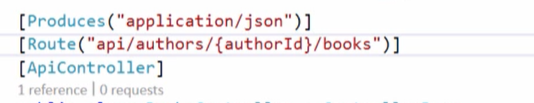 [Produces("application/json")]
[Route("api/authors/{authorId}/books")]
[ApiController]
1 reference | 0 requests